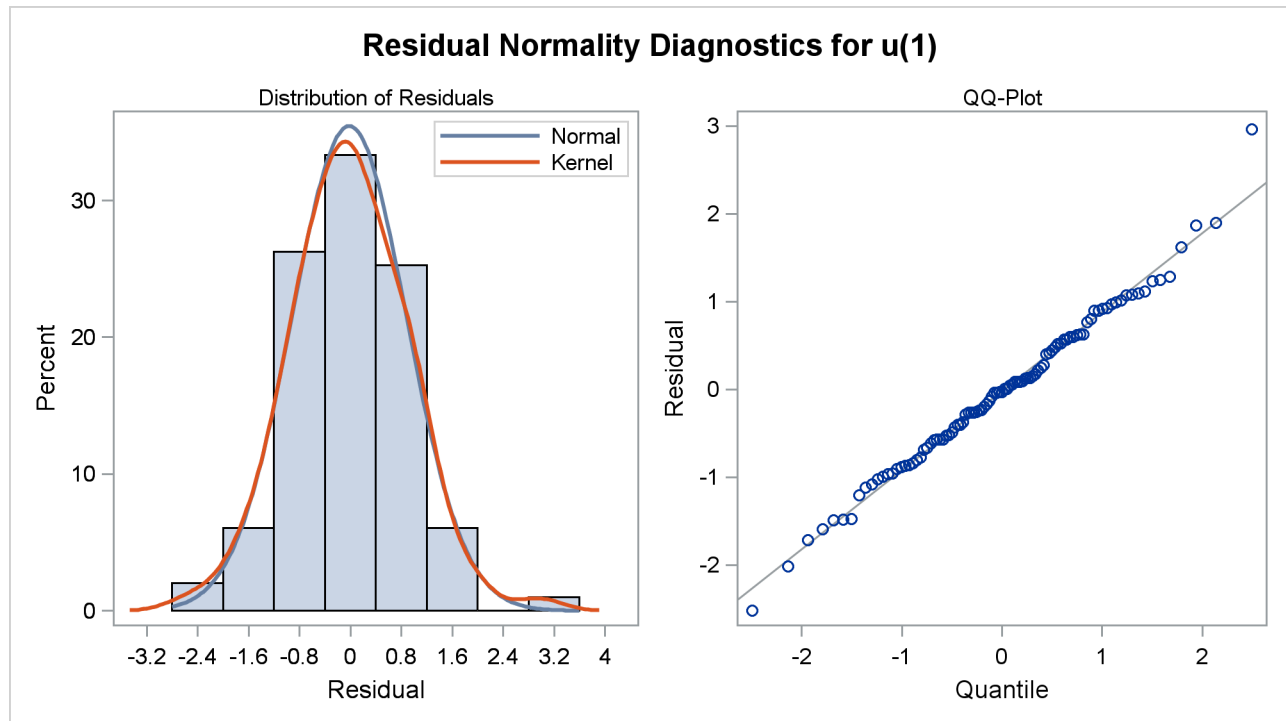 Residual Normality Diagnostics for u(1)
Distribution of Residuals
Normal
Kernel
Percent
30
20
10
0
-3.2 -2.4 -1.6 -0.8 0 0.8 1.6 2.4 3.2 4
Residual
QQ-Plot
Residual
3
2
1
0
-1
-2
-2 -1 0 1 2
Quantile